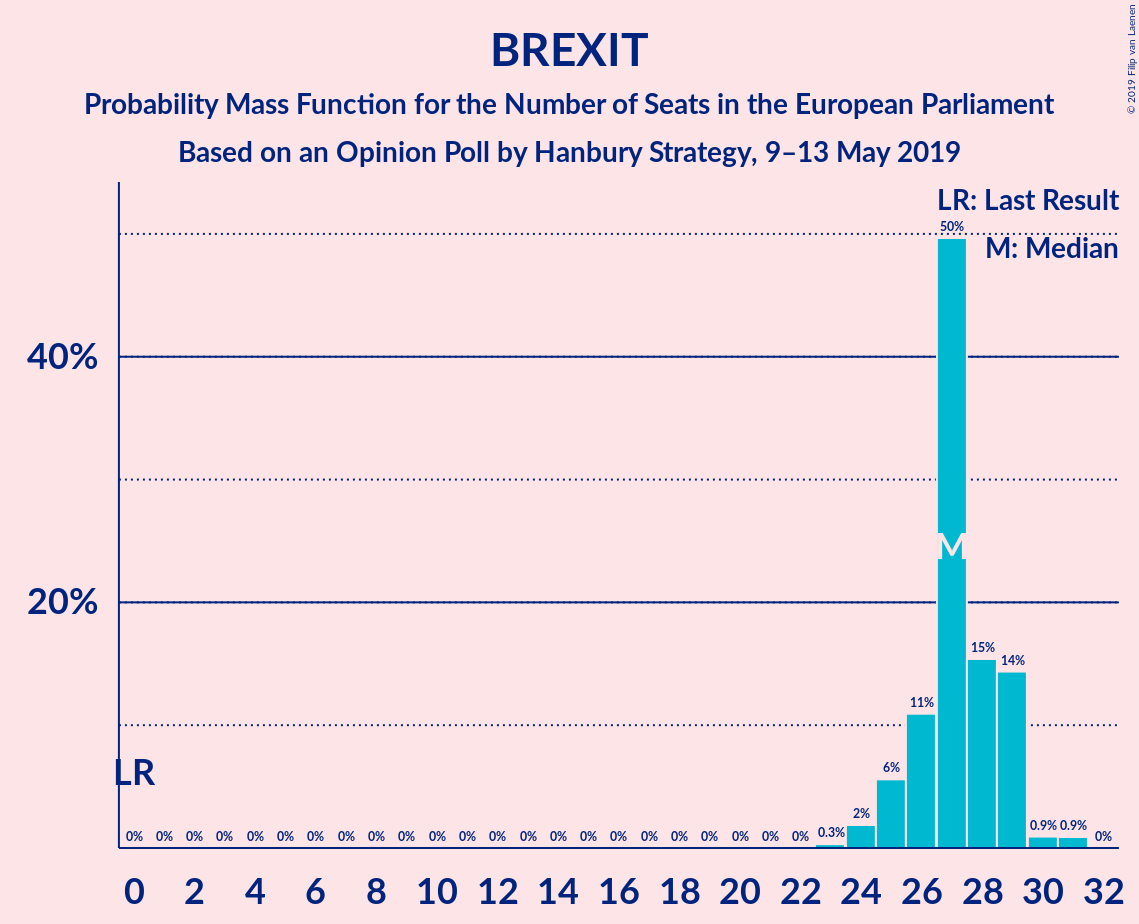 BREXIT
Probability Mass Function for the Number of Seats in the European Parliament
Based on an Opinion Poll by Hanbury Strategy, 9–13 May 2019
© 2019 Filip van Laenen
LR: Last Result
M: Median
50%
40%
M
20%
15%
14%
11%
6%
LR
2%
0% 0% 0% 0% 0% 0% 0% 0% 0% 0% 0% 0% 0% 0% 0% 0% 0% 0% 0% 0% 0% 0% 0% 0.3% 0.9% 0.9% 0%
0 2 4 6 8 10 12 14 16 18 20 22 24 26 28 30 32